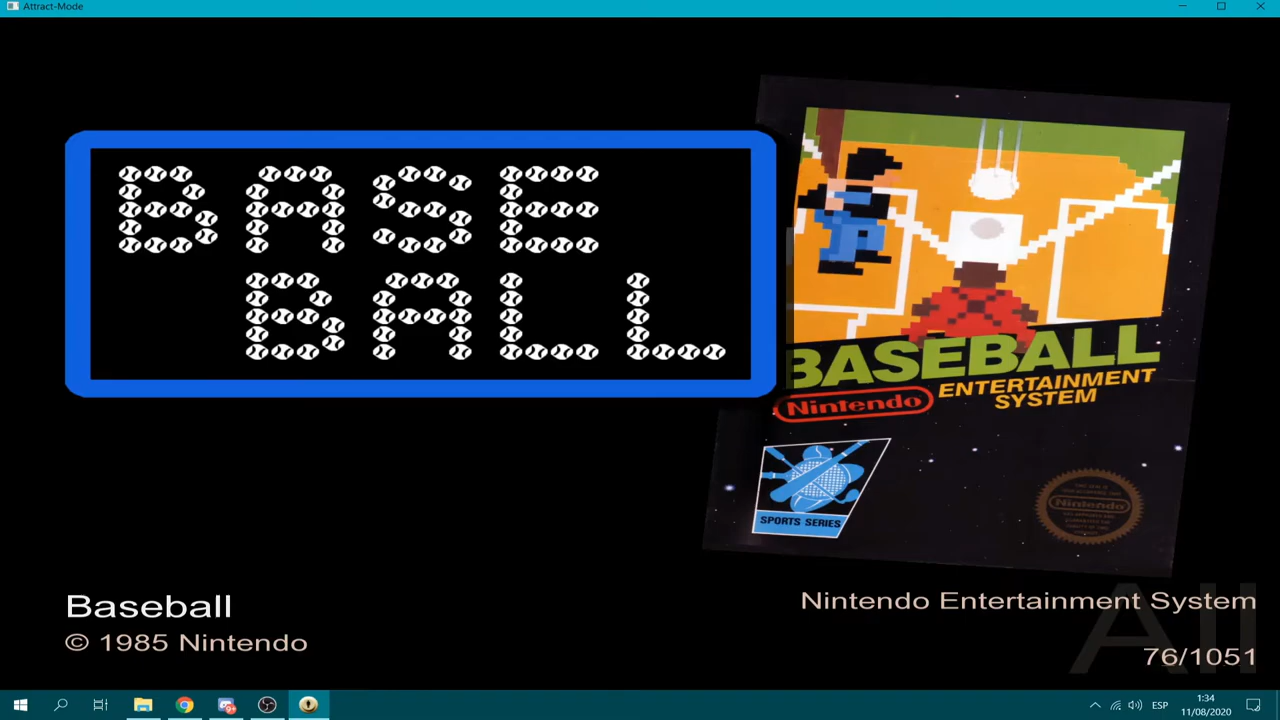 Attract-Mode
BASE
BALL
BASEBALL
Nintendo
ENTERTAINMENT
SYSTEM
SPORTS SERIES
Nintendo
Baseball
© 1985 Nintendo
Nintendo Entertainment System
All
76/1051
ESP
1:34
11/08/2020